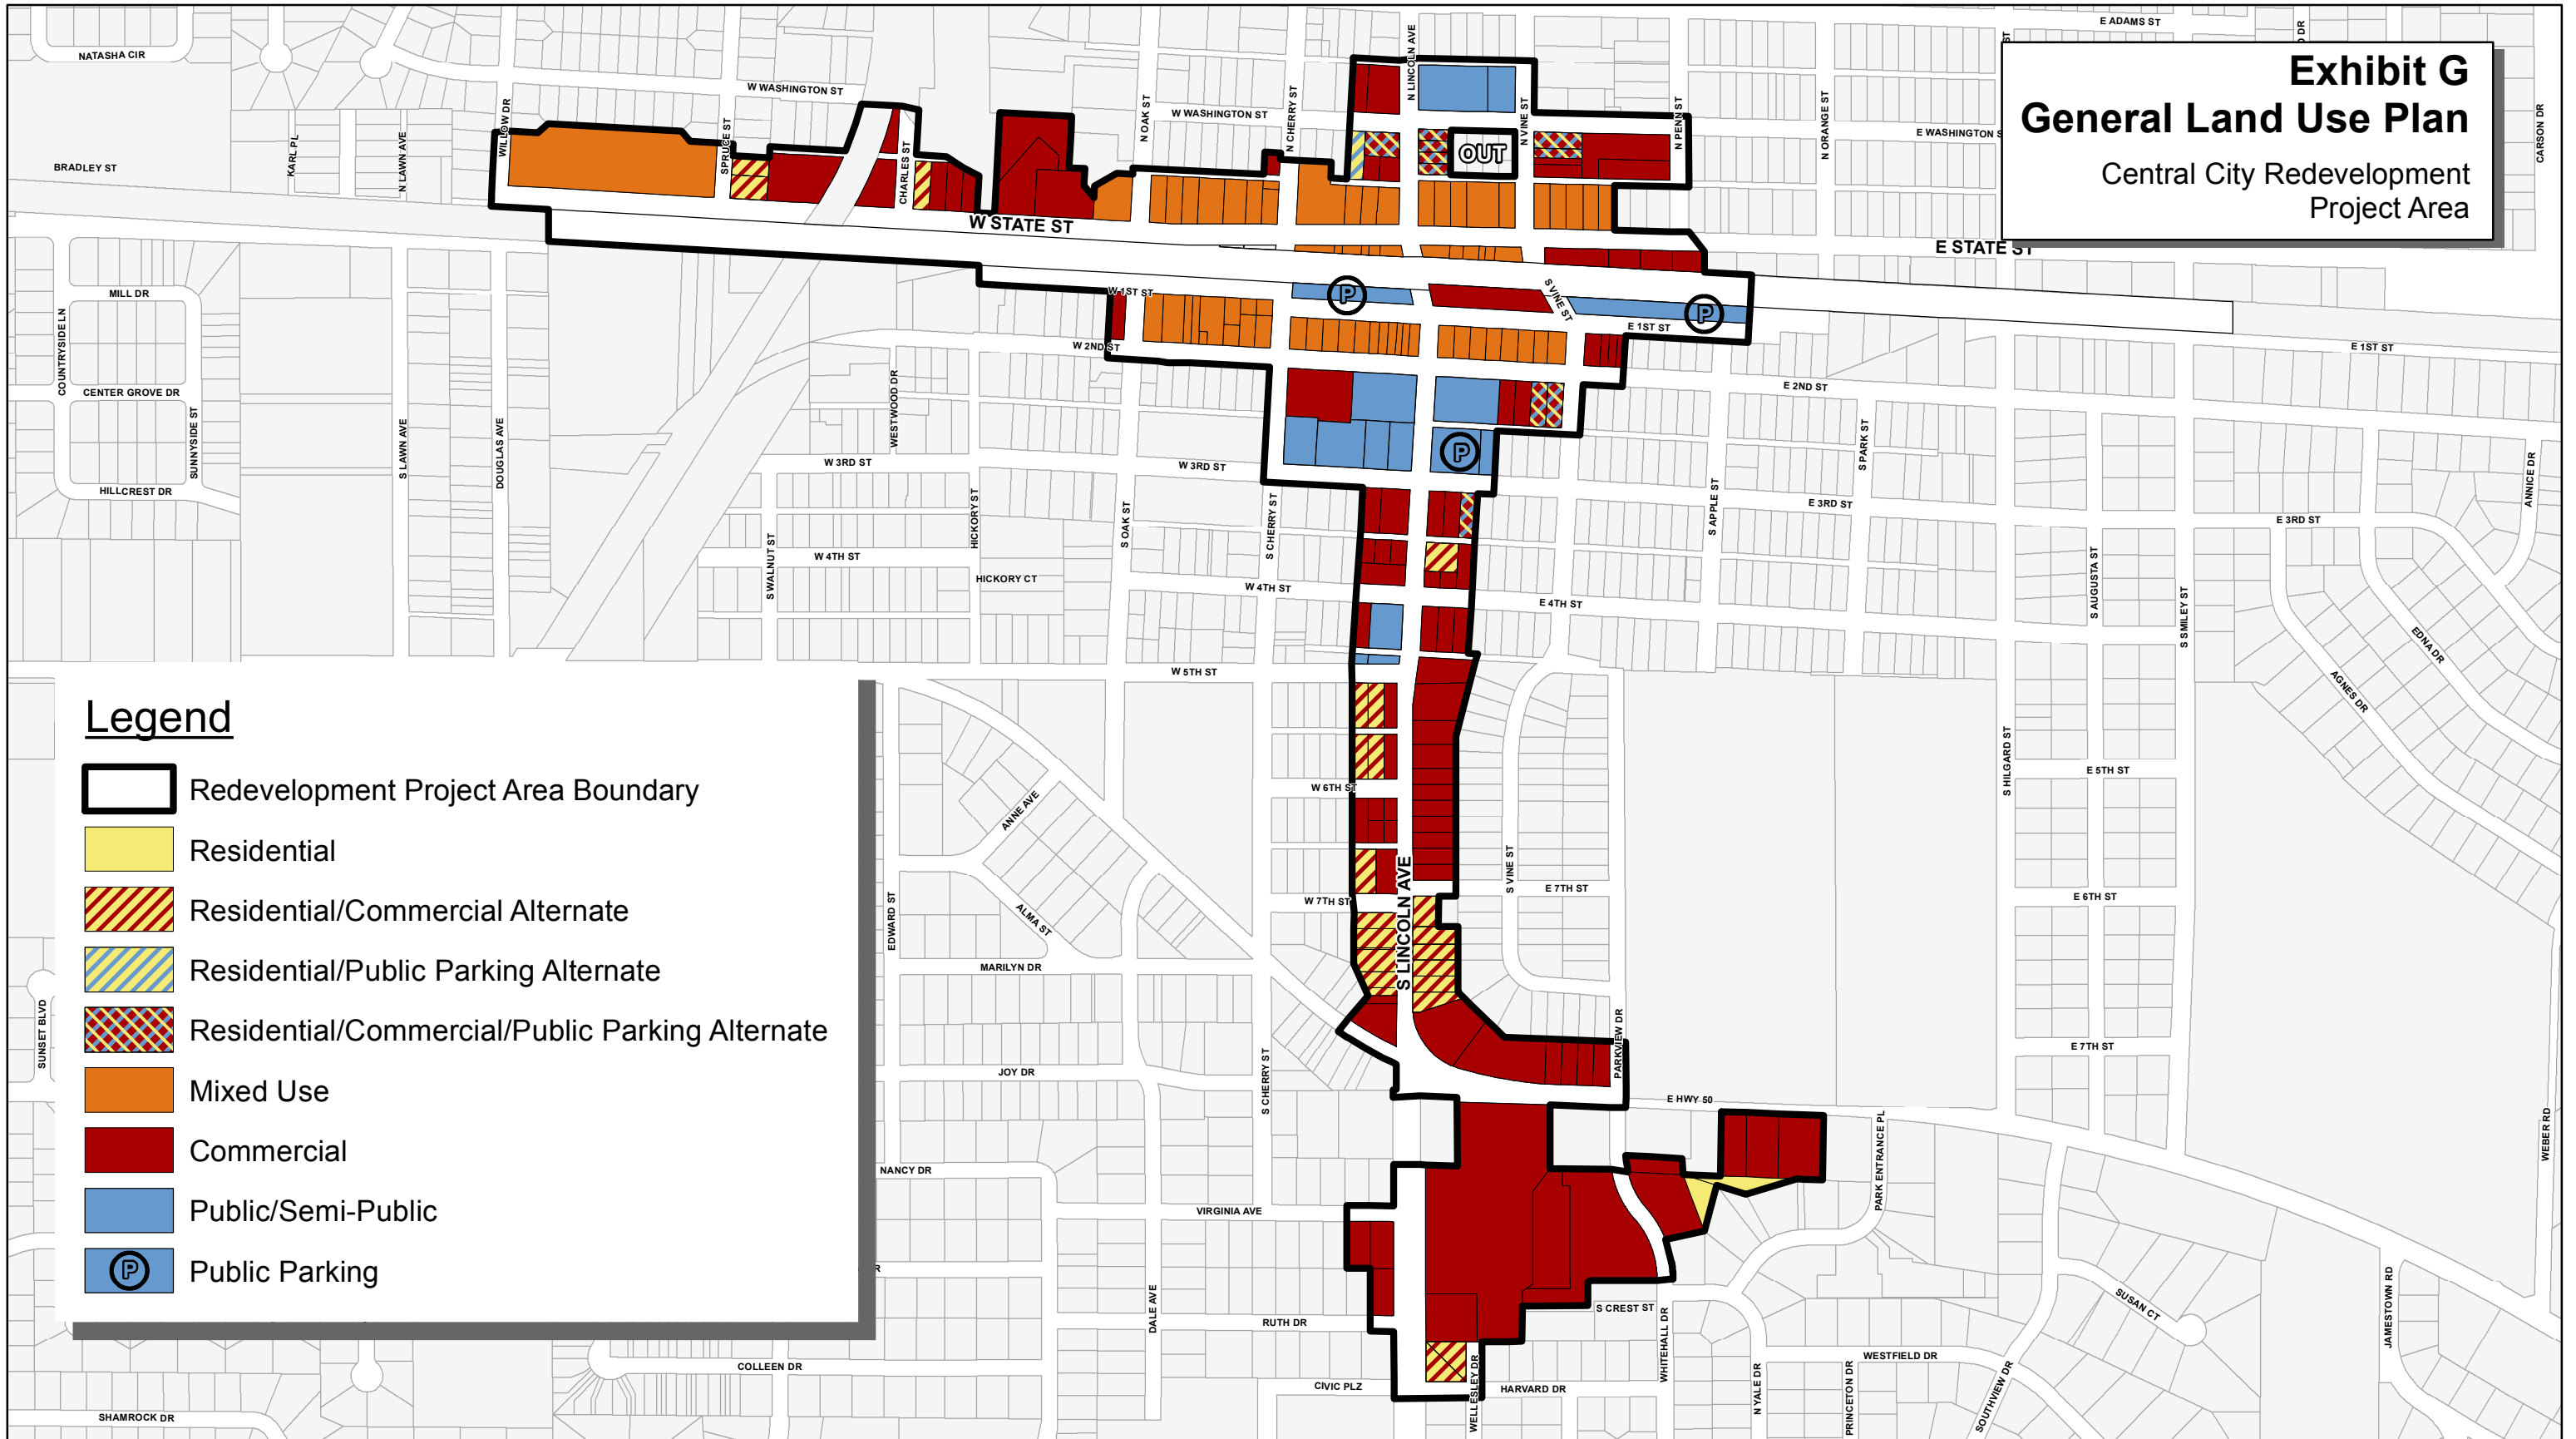 Exhibit G
General Land Use Plan
Central City Redevelopment
Project Area
E ADAMS ST
NATASHA CIR
N LINCOLN AVE
W WASHINGTON ST
W WASHINGTON ST
E WASHINGTON S
WILLOW DR
SPRUCE ST
CHARLES ST
N OAK ST
N CHERRY ST
N VINE ST
N PENN ST
N ORANGE ST
CARSON DR
KARL PL
N LAWN AVE
BRADLEY ST
OUT
W STATE ST
E STATE ST
MILL DR
W 1ST ST
P
P
S VINE ST
E 1ST ST
E 1ST ST
COUNTRYSIDE LN
W 2ND ST
E 2ND ST
CENTER GROVE DR
SUNNYSIDE ST
S LAWN AVE
DOUGLAS AVE
WESTWOOD DR
P
W 3RD ST
W 3RD ST
E 3RD ST
E 3RD ST
HILLCREST DR
S WALNUT ST
HICKORY ST
S OAK ST
S CHERRY ST
S APPLE ST
S PARK ST
ANNICE DR
W 4TH ST
HICKORY CT
W 4TH ST
E 4TH ST
S AUGUSTA ST
S SMILEY ST
EDNA DR
AGNES DR
W 5TH ST
E 5TH ST
S HILGARD ST
W 6TH ST
ANNE AVE
S LINCOLN AVE
S VINE ST
E 7TH ST
W 7TH ST
E 6TH ST
EDWARD ST
ALMA ST
MARILYN DR
SUNSET BLVD
JOY DR
S CHERRY ST
PARKVIEW DR
E 7TH ST
E HWY 50
WEBER RD
NANCY DR
PARK ENTRANCE PL
VIRGINIA AVE
R
DALE AVE
RUTH DR
S CREST ST
WHITEHALL DR
SUSAN CT
JAMESTOWN RD
COLLEEN DR
CIVIC PLZ
WELLESLEY DR
HARVARD DR
N YALE DR
PRINCETON DR
WESTFIELD DR
SOUTHVIEW DR
SHAMROCK DR
Legend
Redevelopment Project Area Boundary
Residential
Residential/Commercial Alternate
Residential/Public Parking Alternate
Residential/Commercial/Public Parking Alternate
Mixed Use
Commercial
Public/Semi-Public
P Public Parking